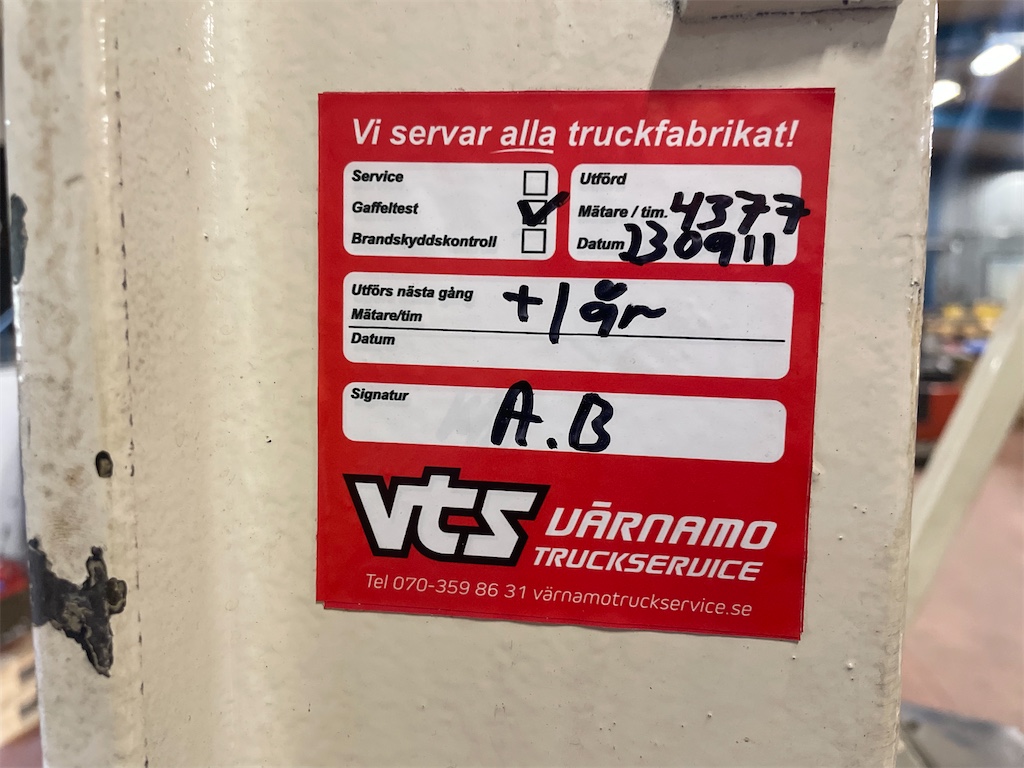 Vi servar alla truckfabrikat!
Service
Gaffeltest
Brandskyddskontroll
Utförd
Mätare / tim. 4377
Datum 230911
Utförs nästa gång
Mätare/tim
+1 år
Datum
Signatur A.B
vts VÄRNAMO
TRUCKSERVICE
Tel 070-359 86 31 värnamotruckservice.se